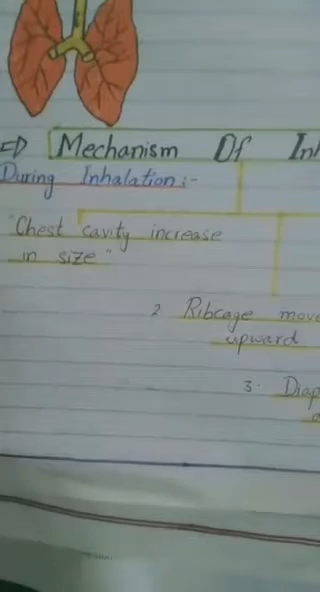 Mechanism Of
During Inhalation :-
"Chest cavity increase
in size"
2 Ribcage
upward
3.